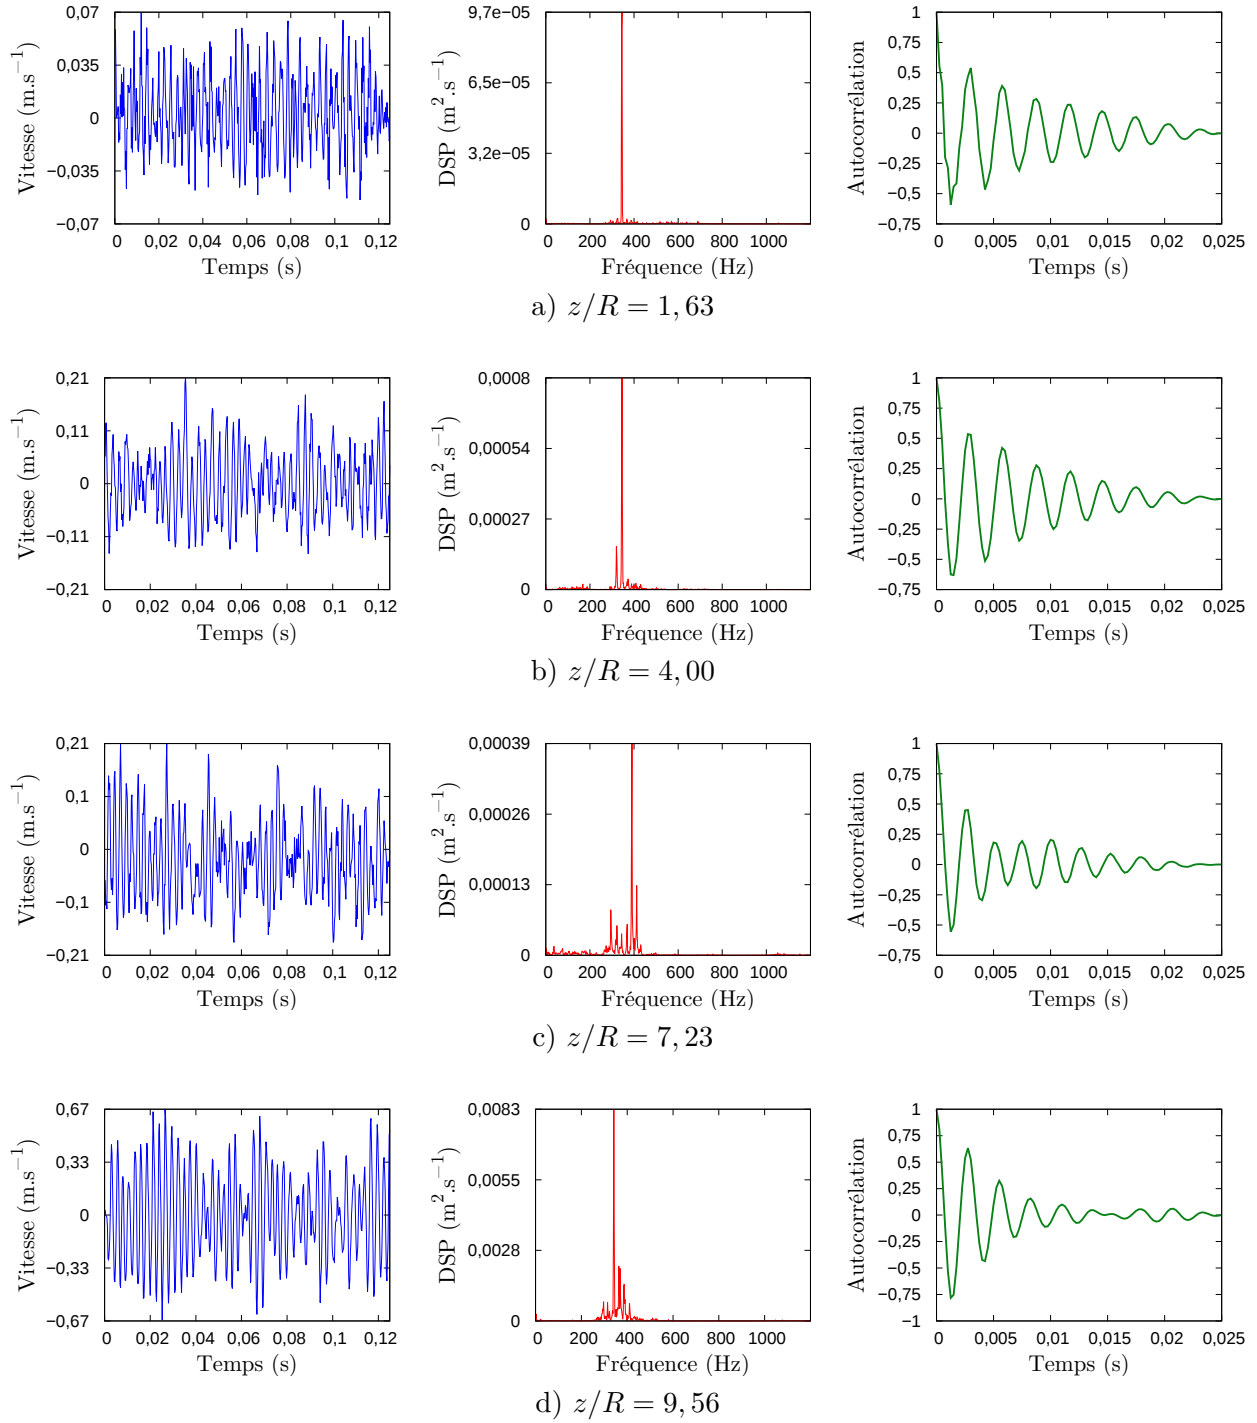 0,07
0,035
0
−0,035
−0,07
Vitesse (m.s−1)
0 0,02 0,04 0,06 0,08 0,1 0,12
Temps (s)
9,7e−05
6,5e−05
3,2e−05
0
DSP (m2.s−1)
0 200 400 600 800 1000
Fréquence (Hz)
1
0,75
0,5
0,25
0
−0,25
−0,5
−0,75
Autocorrélation
0 0,005 0,01 0,015 0,02 0,025
Temps (s)
a) z/R = 1, 63
0,21
0,11
0
−0,11
−0,21
Vitesse (m.s−1)
0 0,02 0,04 0,06 0,08 0,1 0,12
Temps (s)
0,0008
0,00054
0,00027
0
DSP (m2.s−1)
0 200 400 600 800 1000
Fréquence (Hz)
1
0,75
0,5
0,25
0
−0,25
−0,5
−0,75
Autocorrélation
0 0,005 0,01 0,015 0,02 0,025
Temps (s)
b) z/R = 4, 00
0,21
0,1
0
−0,1
−0,21
Vitesse (m.s−1)
0 0,02 0,04 0,06 0,08 0,1 0,12
Temps (s)
0,00039
0,00026
0,00013
0
DSP (m2.s−1)
0 200 400 600 800 1000
Fréquence (Hz)
1
0,75
0,5
0,25
0
−0,25
−0,5
−0,75
Autocorrélation
0 0,005 0,01 0,015 0,02 0,025
Temps (s)
c) z/R = 7, 23
0,67
0,33
0
−0,33
−0,67
Vitesse (m.s−1)
0 0,02 0,04 0,06 0,08 0,1 0,12
Temps (s)
0,0083
0,0055
0,0028
0
DSP (m2.s−1)
0 200 400 600 800 1000
Fréquence (Hz)
1
0,75
0,5
0,25
0
−0,25
−0,5
−0,75
−1
Autocorrélation
0 0,005 0,01 0,015 0,02 0,025
Temps (s)
d) z/R = 9, 56